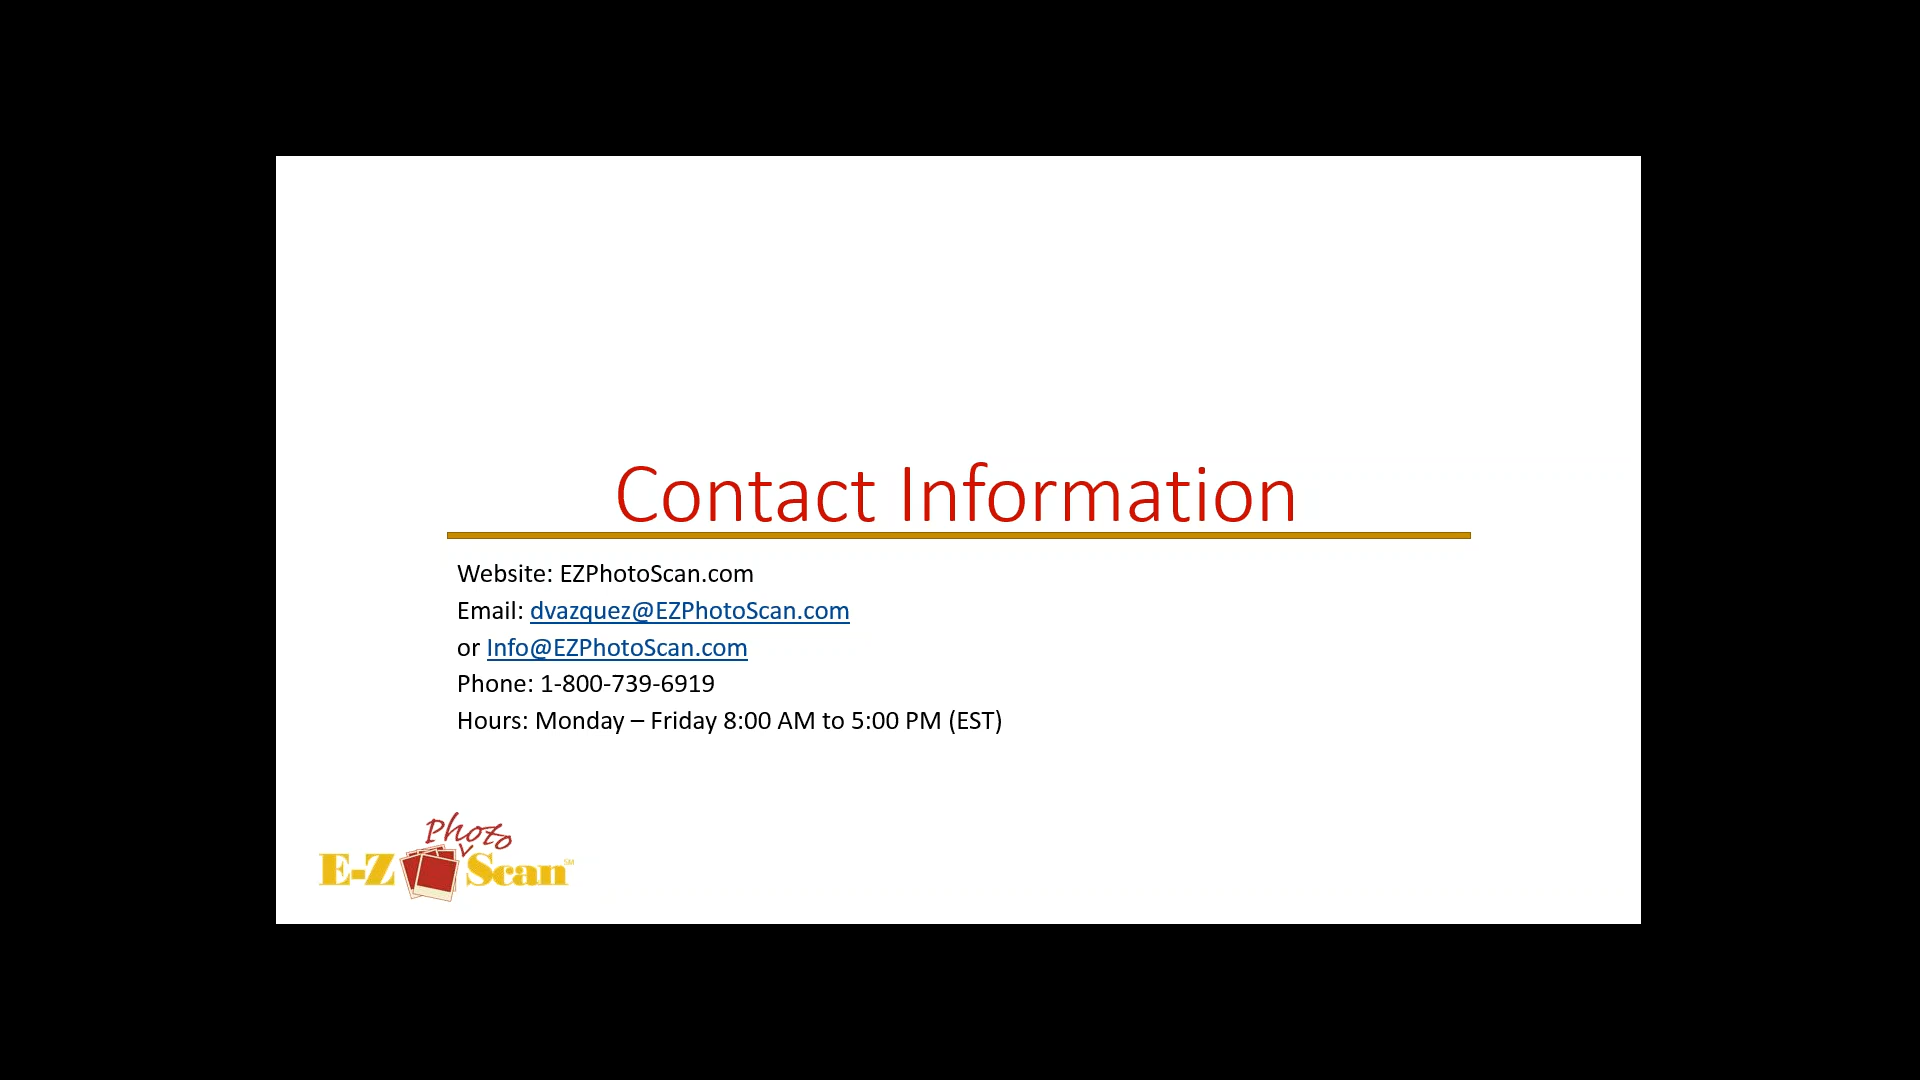 Contact Information
Website: EZPhotoScan.com
Email: dvazquez@EZPhotoScan.com
or Info@EZPhotoScan.com
Phone: 1-800-739-6919
Hours: Monday – Friday 8:00 AM to 5:00 PM (EST)
Photo
E-Z Scan SM